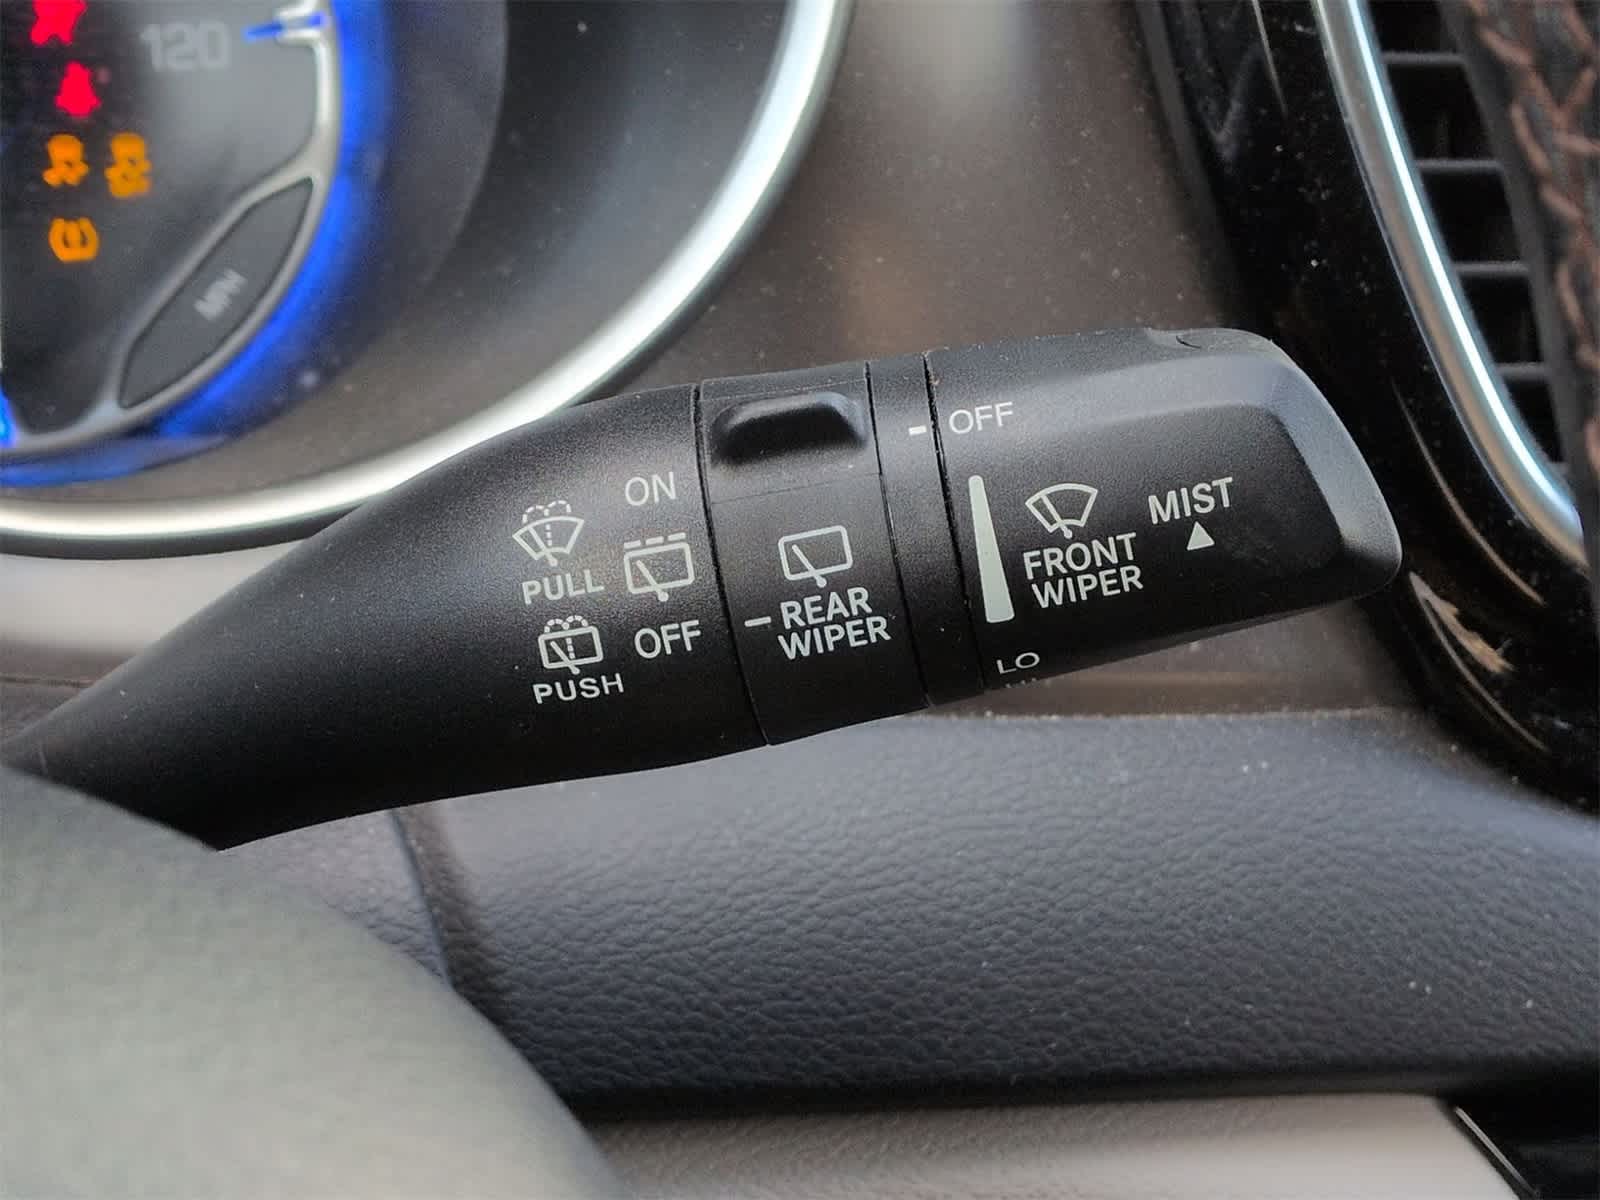 120
MPH
ON
PULL
OFF
PUSH
REAR
WIPER
OFF
FRONT
WIPER
MIST
LO